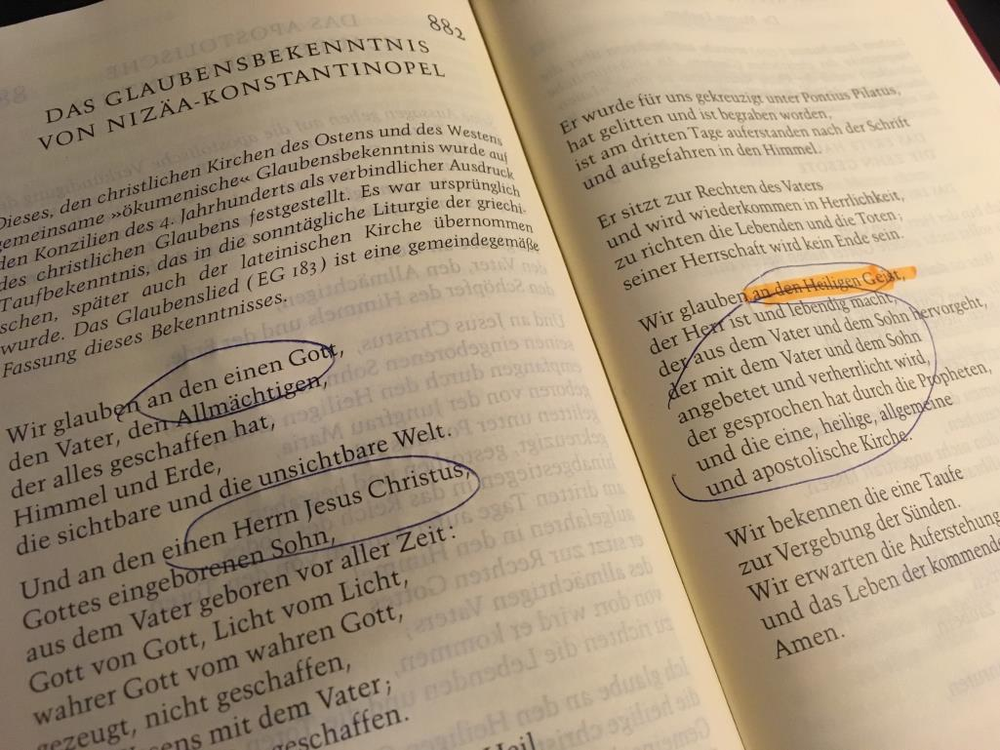 882
DAS GLAUBENSBEKENNTNIS
VON NIZÄA-KONSTANTINOPEL
Dieses, den christlichen Kirchen des Ostens und des Westens
gemeinsame »ökumenische« Glaubensbekenntnis wurde auf
den Konzilien des 4. Jahrhunderts als verbindlicher Ausdruck
des christlichen Glaubens festgestellt. Es war ursprünglich
Taufbekenntnis, das in die sonntägliche Liturgie der griechi-
schen, später auch der lateinischen Kirche übernommen
wurde. Das Glaubenslied (EG 183) ist eine gemeindegemäße
Fassung dieses Bekenntnisses.
Wir glauben an den einen Gott,
den Vater, den Allmächtigen,
der alles geschaffen hat,
Himmel und Erde,
die sichtbare und die unsichtbare Welt.
Und an den einen Herrn Jesus Christus,
Gottes eingeborenen Sohn,
aus dem Vater geboren vor aller Zeit:
Gott von Gott, Licht vom Licht,
wahrer Gott vom wahren Gott,
gezeugt, nicht geschaffen,
mit dem Vater;
geschaffen.
Heil
Er wurde für uns gekreuzigt unter Pontius Pilatus,
hat gelitten und ist begraben worden,
ist am dritten Tage auferstanden nach der Schrift
und aufgefahren in den Himmel.
Er sitzt zur Rechten des Vaters
und wird wiederkommen in Herrlichkeit,
zu richten die Lebenden und die Toten;
seiner Herrschaft wird kein Ende sein.
Wir glauben an den Heiligen Geist,
der Herr ist und lebendig macht,
der aus dem Vater und dem Sohn hervorgeht,
der mit dem Vater und dem Sohn
angebetet und verherrlicht wird,
der gesprochen hat durch die Propheten,
und die eine, heilige, allgemeine
und apostolische Kirche.
Wir bekennen die eine Taufe
zur Vergebung der Sünden.
Wir erwarten die Auferstehung
und das Leben der kommende
Amen.